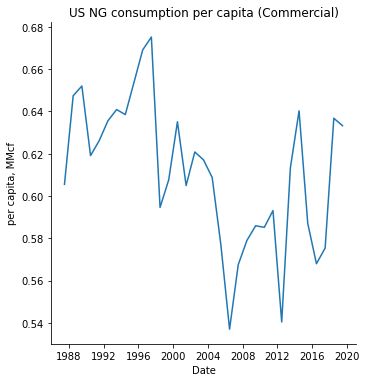 US NG consumption per capita (Commercial)
per capita, MMcf
0.68
0.66
0.64
0.62
0.60
0.58
0.56
0.54
1988 1992 1996 2000 2004 2008 2012 2016 2020
Date